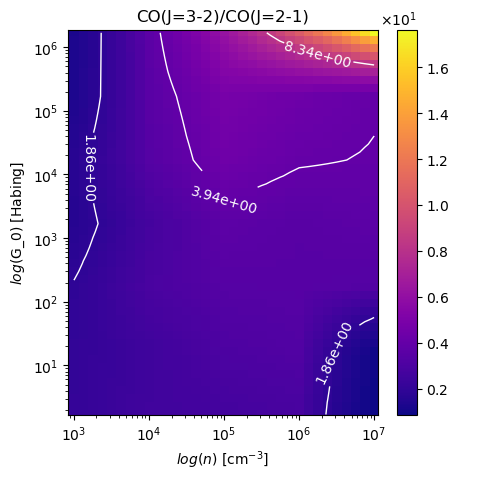 CO(J=3-2)/CO(J=2-1)
×10¹
10⁶
10⁵
10⁴
10³
10²
10¹
log(G_0) [Habing]
8.34e+00
1.86e+00
3.94e+00
1.86e+00
1.6
1.4
1.2
1.0
0.8
0.6
0.4
0.2
10³ 10⁴ 10⁵ 10⁶ 10⁷
log(n) [cm⁻³]